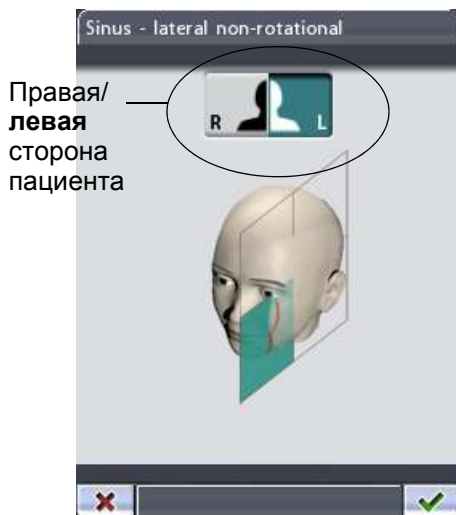 Sinus - lateral non-rotational
R L
Правая/
левая
сторона
пациента